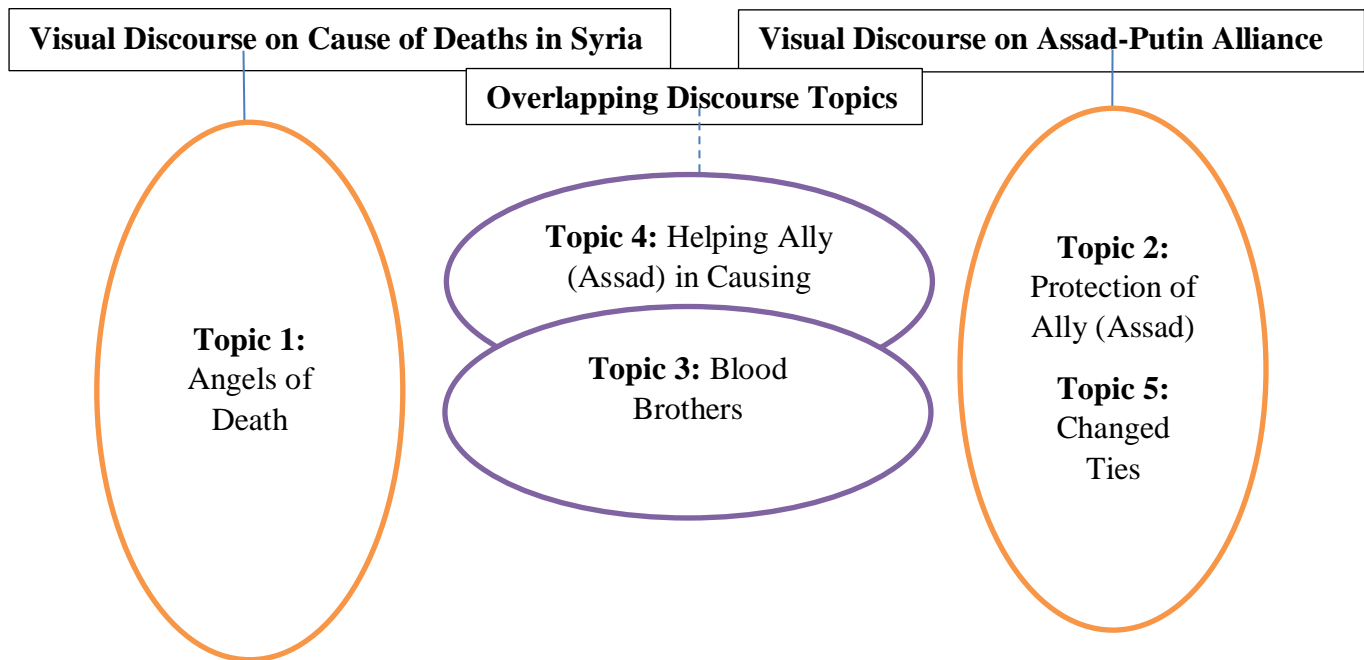 Visual Discourse on Cause of Deaths in Syria
Visual Discourse on Assad-Putin Alliance
Overlapping Discourse Topics
Topic 1:
Angels of
Death
Topic 4: Helping Ally
(Assad) in Causing
Topic 3: Blood
Brothers
Topic 2:
Protection of
Ally (Assad)
Topic 5:
Changed
Ties